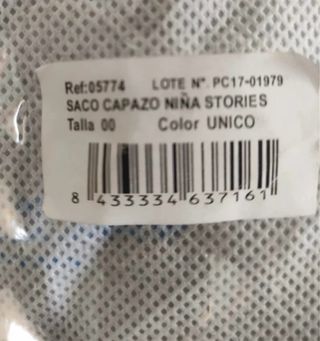 Ref:05774 LOTE Nº. PC17-01979
SACO CAPAZO NIÑA STORIES
Talla 00 Color UNICO
8 433334 637161